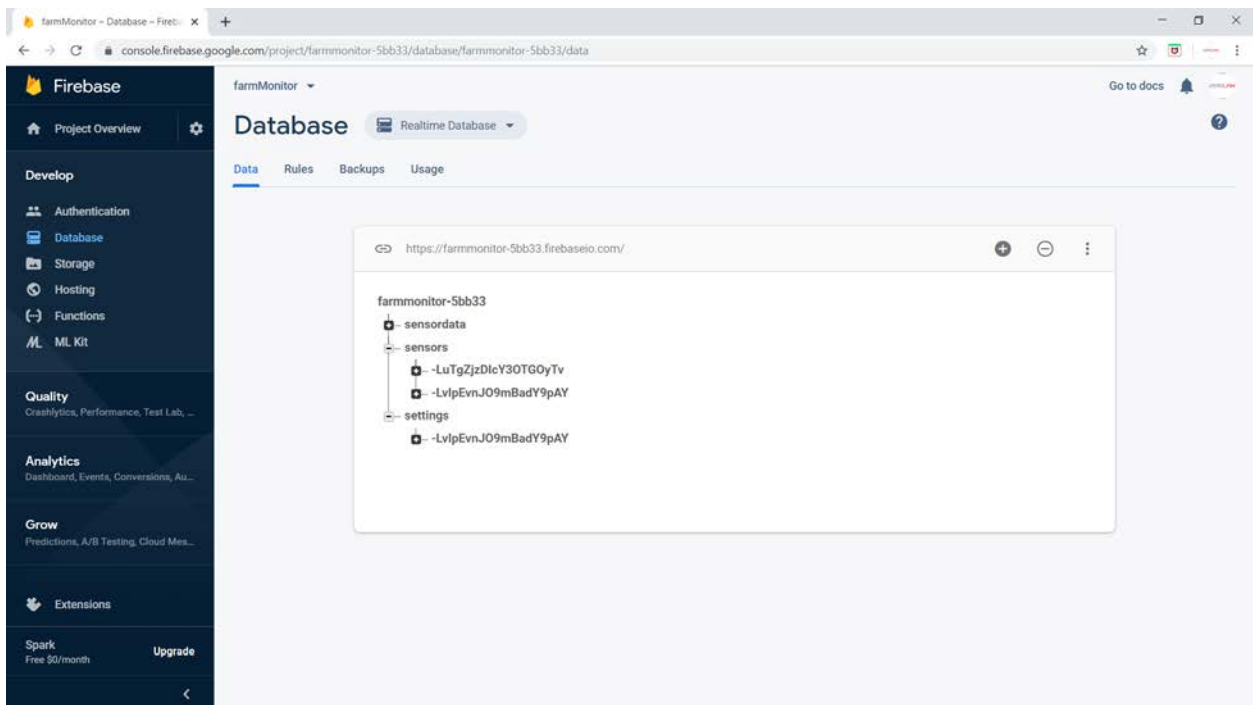 farmMonitor – Database – Fireb
console.firebase.google.com/project/farmmonitor-5bb33/database/farmmonitor-5bb33/data
Firebase
farmMonitor
Go to docs
Project Overview
Database
Realtime Database
Develop
Data Rules Backups Usage
Authentication
Database
Storage
Hosting
Functions
ML Kit
https://farmmonitor-5bb33.firebaseio.com/
farmmonitor-5bb33
sensordata
sensors
-LuTgZjzDIcY3OTGOyTv
-LvIpEvnJO9mBadY9pAY
settings
-LvIpEvnJO9mBadY9pAY
Quality
Crashlytics, Performance, Test Lab, ...
Analytics
Dashboard, Events, Conversions, Au...
Grow
Predictions, A/B Testing, Cloud Mes...
Extensions
Spark
Free $0/month
Upgrade